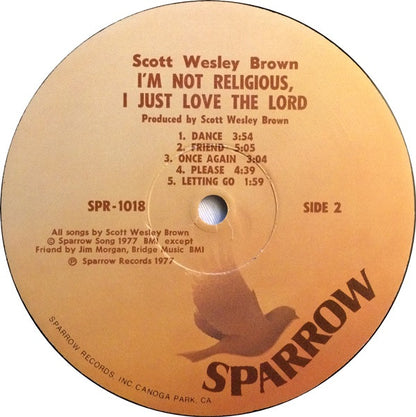 Scott Wesley Brown
I'M NOT RELIGIOUS,
I JUST LOVE THE LORD
Produced by Scott Wesley Brown
1. DANCE 3:54
2. FRIEND 5:05
3. ONCE AGAIN 3:04
4. PLEASE 4:39
5. LETTING GO 1:59
SPR-1018
SIDE 2
All songs by Scott Wesley Brown
© Sparrow Song 1977 BMI except
Friend by Jim Morgan, Bridge Music BMI
℗ Sparrow Records 1977
SPARROW
SPARROW RECORDS, INC. CANOGA PARK, CA.